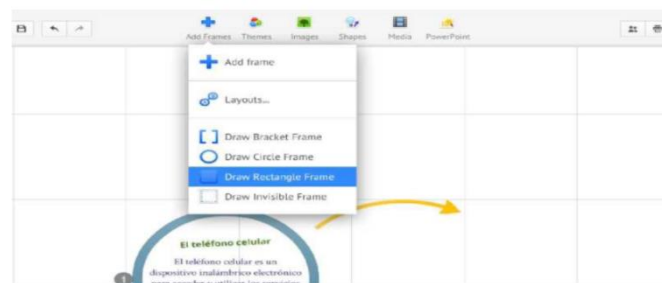 Add Frames Themes Images Shapes Media PowerPoint
Add frame
Layouts...
Draw Bracket Frame
Draw Circle Frame
Draw Rectangle Frame
Draw Invisible Frame
El teléfono celular
El teléfono celular es un
dispositivo inalámbrico electrónico
1